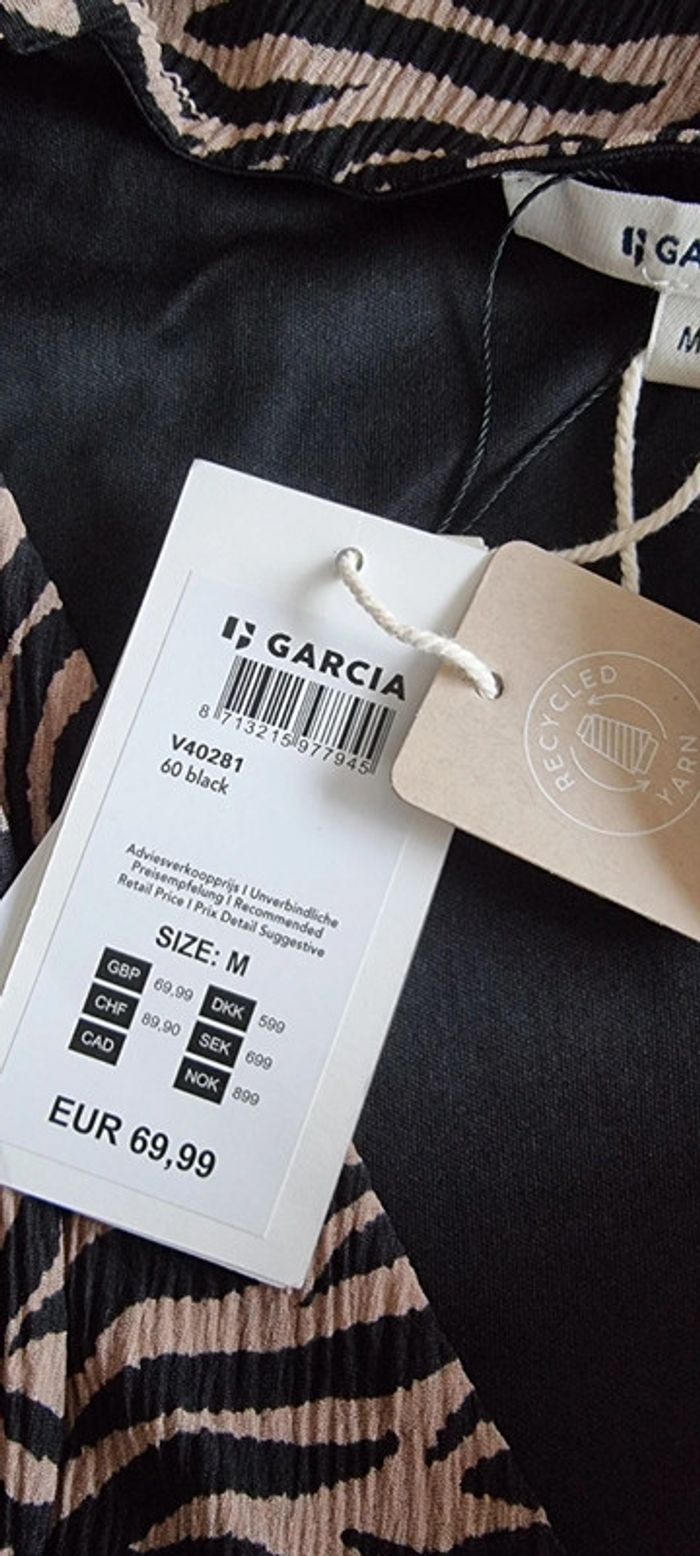 GA
M
GARCIA
8 713215 977945
V40281
60 black
Adviesverkoopprijs I Unverbindliche
Preisempfelung I Recommended
Retail Price I Prix Detail Suggestive
SIZE: M
GBP 69,99 DKK 599
CHF 89,90 SEK 699
CAD NOK 899
EUR 69,99
RECYCLED
YARN